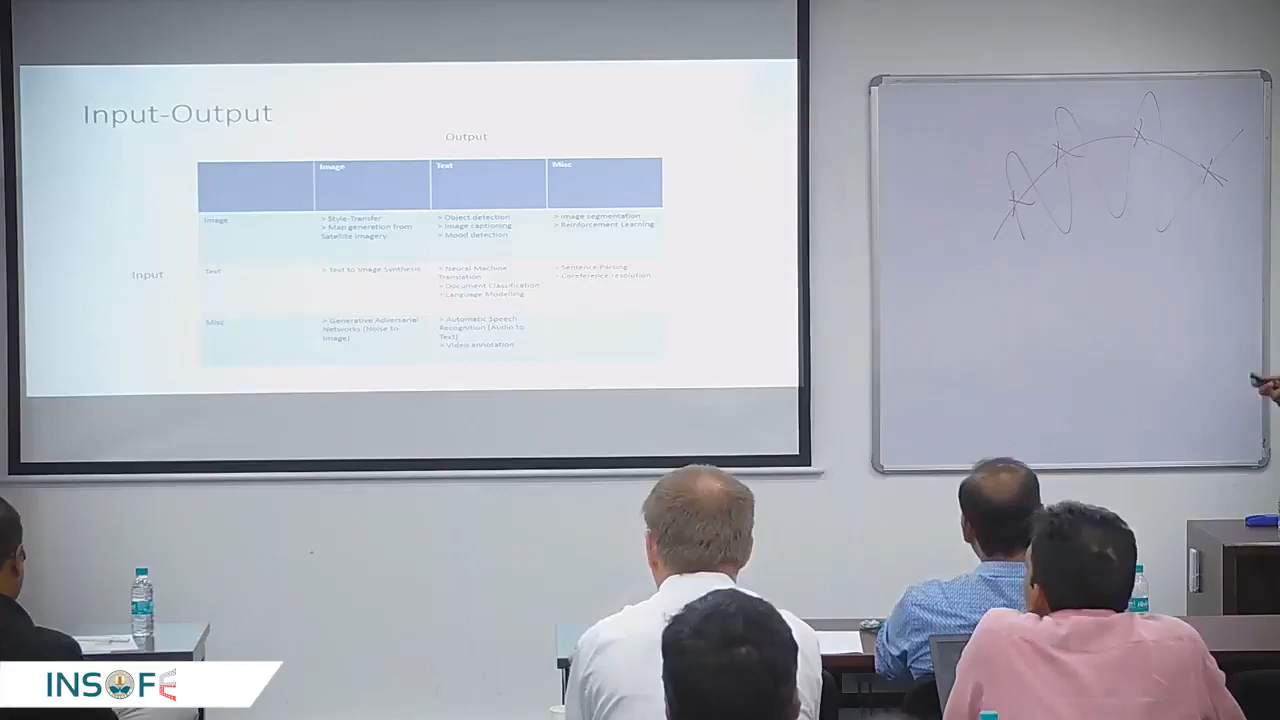 Input-Output
Output
Image Text Misc
Image
> Style-Transfer
> Map generation from
Satellite Imagery
> Object detection
> Image captioning
> Mood detection
> Image segmentation
> Reinforcement Learning
Input
Text
> Text to Image Synthesis
> Neural Machine
Translation
> Document Classification
> Language Modelling
> Sentence Parsing
> Coreference resolution
Misc
> Generative Adversarial
Networks (Noise to
Image)
> Automatic Speech
Recognition (Audio to
Text)
> Video annotation
INSOFE